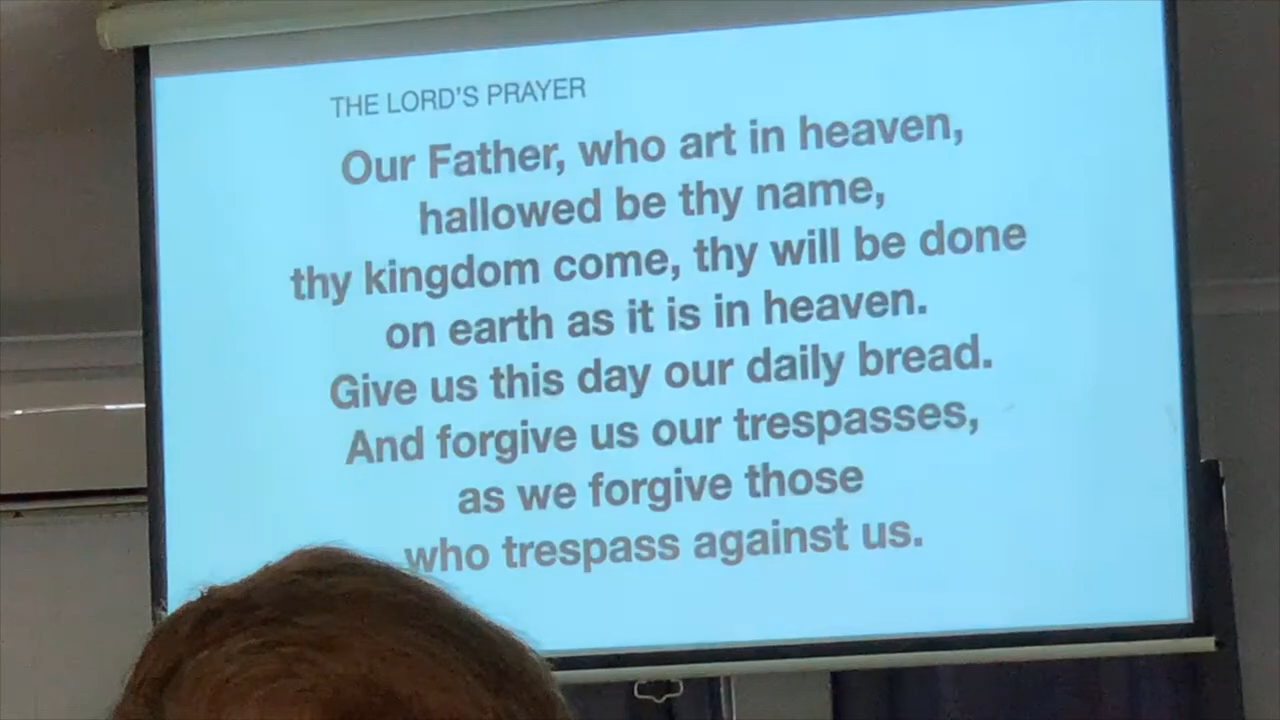 THE LORD'S PRAYER
Our Father, who art in heaven,
hallowed be thy name,
thy kingdom come, thy will be done
on earth as it is in heaven.
Give us this day our daily bread.
And forgive us our trespasses,
as we forgive those
who trespass against us.